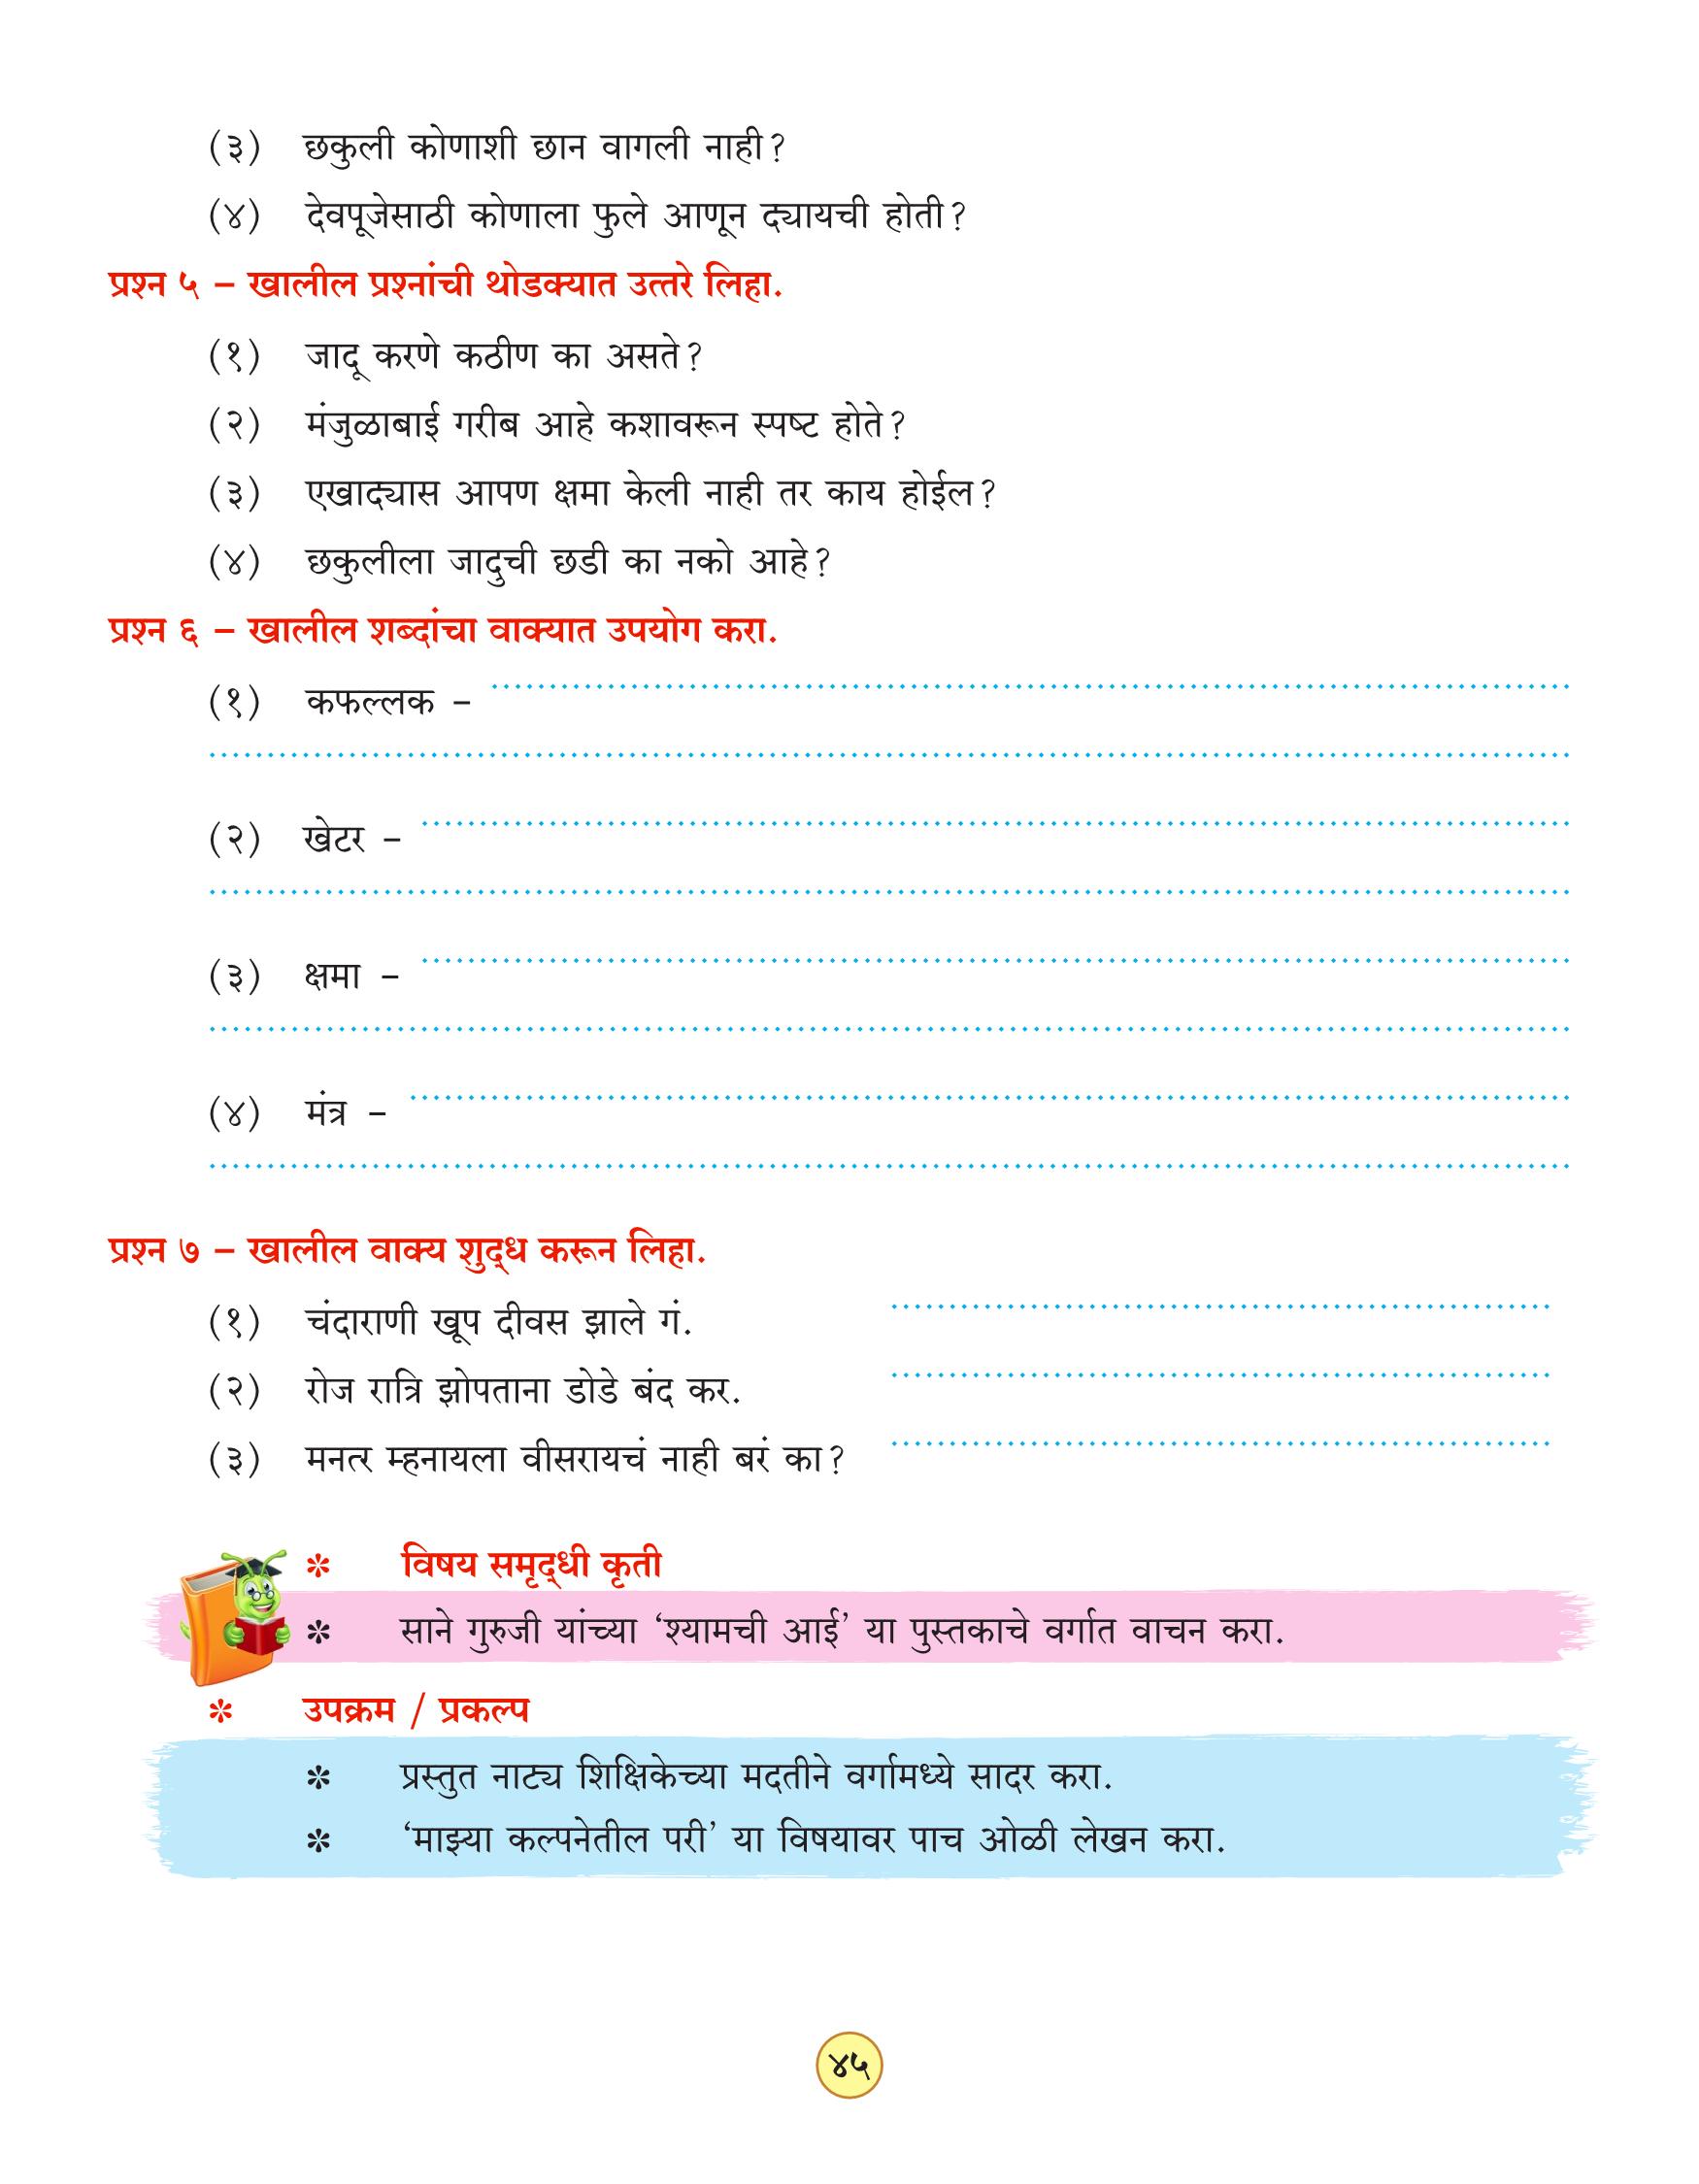 (३) छकुली कोणाशी छान वागली नाही?
(४) देवपूजेसाठी कोणाला फुले आणून द्यायची होती?
प्रश्न ५ – खालील प्रश्नांची थोडक्यात उत्तरे लिहा.
(१) जादू करणे कठीण का असते?
(२) मंजुळाबाई गरीब आहे कशावरून स्पष्ट होते?
(३) एखाद्यास आपण क्षमा केली नाही तर काय होईल?
(४) छकुलीला जादुची छडी का नको आहे?
प्रश्न ६ – खालील शब्दांचा वाक्यात उपयोग करा.
(१) कफल्लक –
(२) खेटर –
(३) क्षमा –
(४) मंत्र –
प्रश्न ७ – खालील वाक्य शुद्ध करून लिहा.
(१) चंदाराणी खूप दीवस झाले गं.
(२) रोज रात्रि झोपताना डोडे बंद कर.
(३) मनत्र म्हनायला वीसरायचं नाही बरं का?
✽ विषय समृद्धी कृती
✽ साने गुरुजी यांच्या ‘श्यामची आई’ या पुस्तकाचे वर्गात वाचन करा.
✽ उपक्रम / प्रकल्प
✽ प्रस्तुत नाट्य शिक्षिकेच्या मदतीने वर्गामध्ये सादर करा.
✽ ‘माझ्या कल्पनेतील परी’ या विषयावर पाच ओळी लेखन करा.
४५